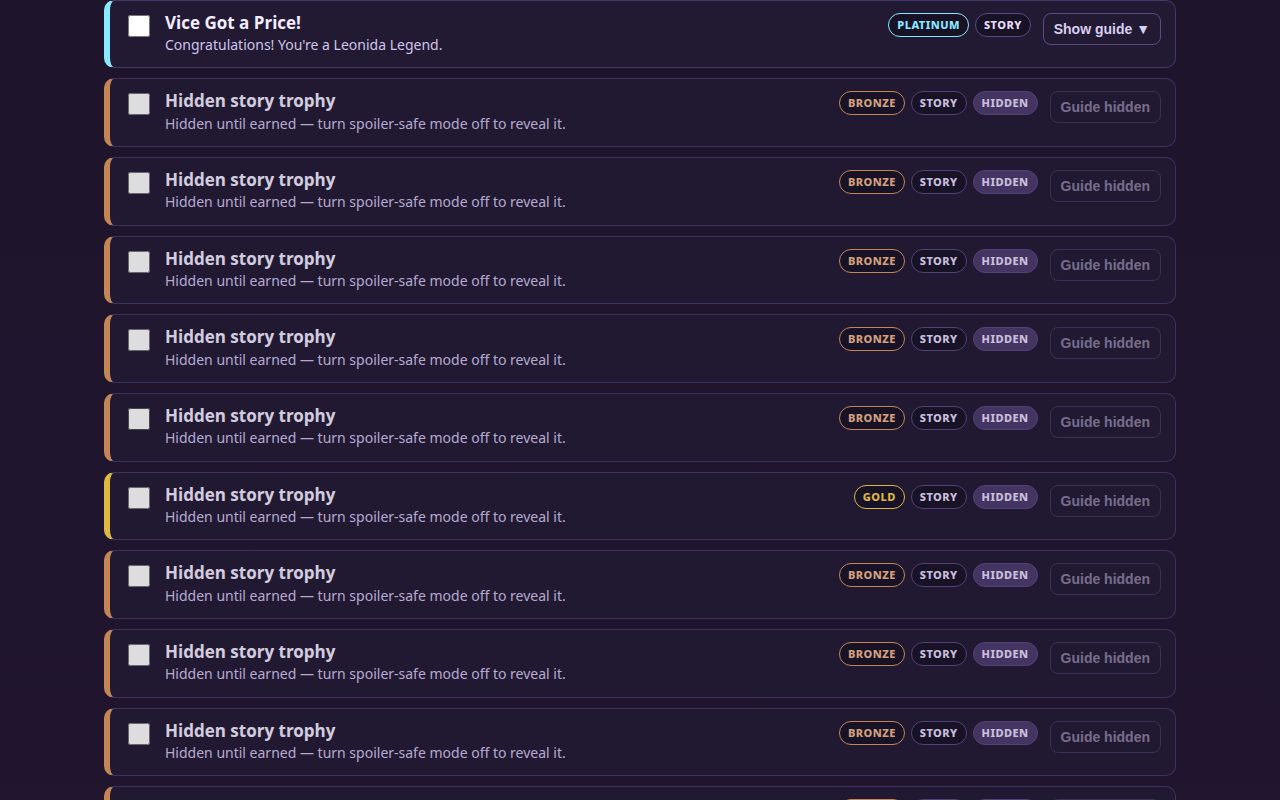 Vice Got a Price!
PLATINUM STORY Show guide ▼
Congratulations! You're a Leonida Legend.
Hidden story trophy
BRONZE STORY HIDDEN Guide hidden
Hidden until earned — turn spoiler-safe mode off to reveal it.
Hidden story trophy
BRONZE STORY HIDDEN Guide hidden
Hidden until earned — turn spoiler-safe mode off to reveal it.
Hidden story trophy
BRONZE STORY HIDDEN Guide hidden
Hidden until earned — turn spoiler-safe mode off to reveal it.
Hidden story trophy
BRONZE STORY HIDDEN Guide hidden
Hidden until earned — turn spoiler-safe mode off to reveal it.
Hidden story trophy
BRONZE STORY HIDDEN Guide hidden
Hidden until earned — turn spoiler-safe mode off to reveal it.
Hidden story trophy
GOLD STORY HIDDEN Guide hidden
Hidden until earned — turn spoiler-safe mode off to reveal it.
Hidden story trophy
BRONZE STORY HIDDEN Guide hidden
Hidden until earned — turn spoiler-safe mode off to reveal it.
Hidden story trophy
BRONZE STORY HIDDEN Guide hidden
Hidden until earned — turn spoiler-safe mode off to reveal it.
Hidden story trophy
BRONZE STORY HIDDEN Guide hidden
Hidden until earned — turn spoiler-safe mode off to reveal it.